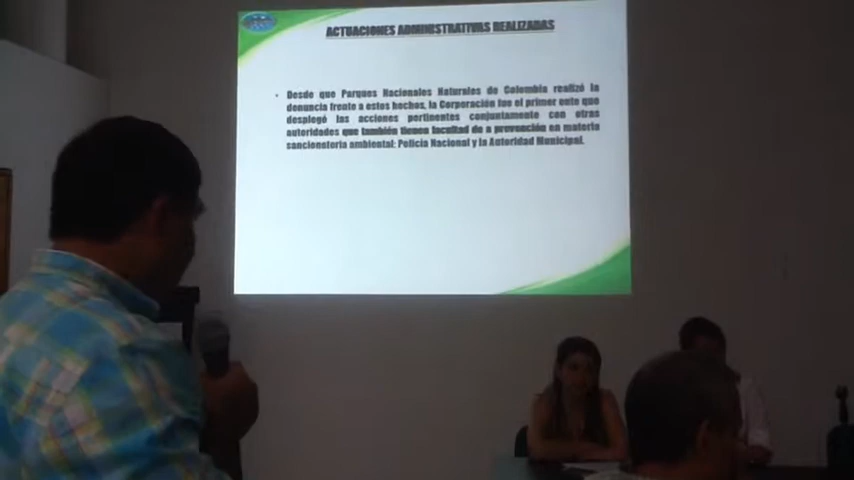 ACTUACIONES ADMINISTRATIVAS REALIZADAS
• Desde que Parques Nacionales Naturales de Colombia realizó la
denuncia frente a estos hechos, la Corporación fue el primer ente que
desplegó las acciones pertinentes conjuntamente con otras
autoridades que también tienen facultad de a prevención en materia
sancionatoria ambiental: Policía Nacional y la Autoridad Municipal.